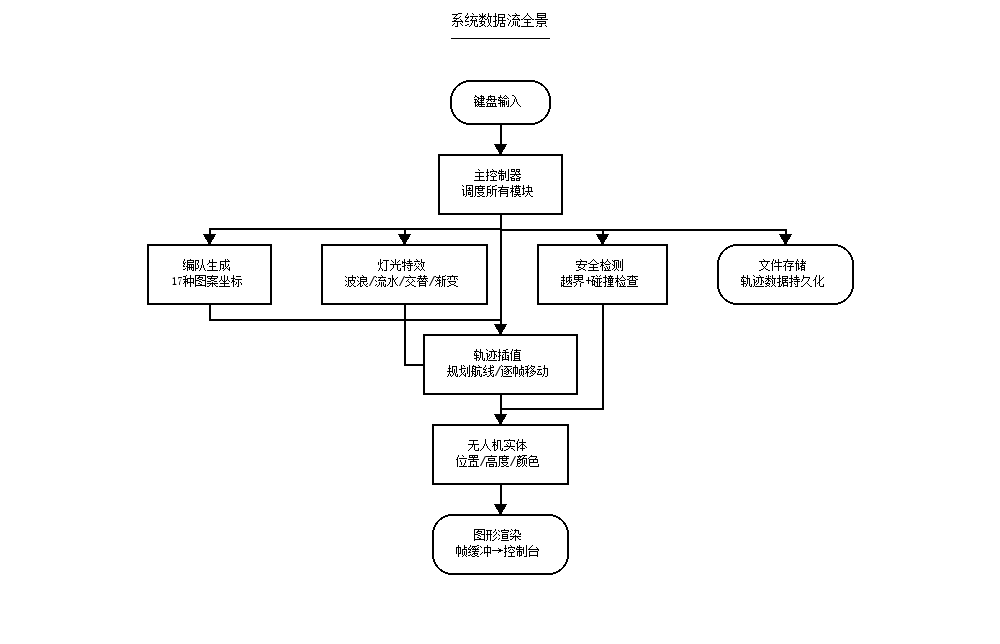 系统数据流全景
键盘输入
主控制器
调度所有模块
编队生成
17种图案坐标
灯光特效
波浪/流水/交替/渐变
安全检测
越界+碰撞检查
文件存储
轨迹数据持久化
轨迹插值
规划航线/逐帧移动
无人机实体
位置/高度/颜色
图形渲染
帧缓冲→控制台